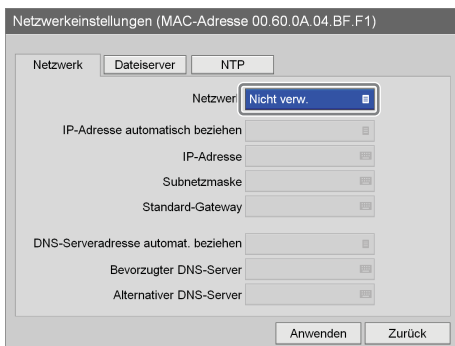 Netzwerkeinstellungen (MAC-Adresse 00.60.0A.04.BF.F1)
Netzwerk Dateiserver NTP
Netzwerk Nicht verw.
IP-Adresse automatisch beziehen
IP-Adresse
Subnetzmaske
Standard-Gateway
DNS-Serveradresse automat. beziehen
Bevorzugter DNS-Server
Alternativer DNS-Server
Anwenden Zurück